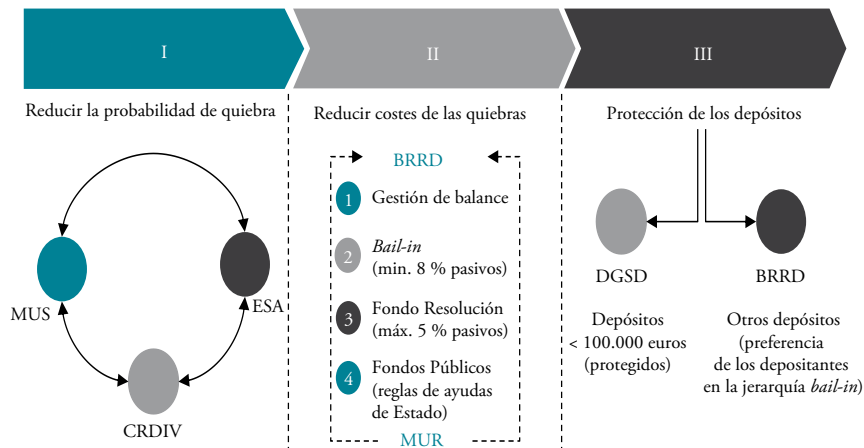 I
II
III
Reducir la probabilidad de quiebra
MUS
ESA
CRDIV
Reducir costes de las quiebras
BRRD
1 Gestión de balance
2 Bail-in
(min. 8 % pasivos)
3 Fondo Resolución
(máx. 5 % pasivos)
4 Fondos Públicos
(reglas de ayudas
de Estado)
MUR
Protección de los depósitos
DGSD
Depósitos
< 100.000 euros
(protegidos)
BRRD
Otros depósitos
(preferencia
de los depositantes
en la jerarquía bail-in)